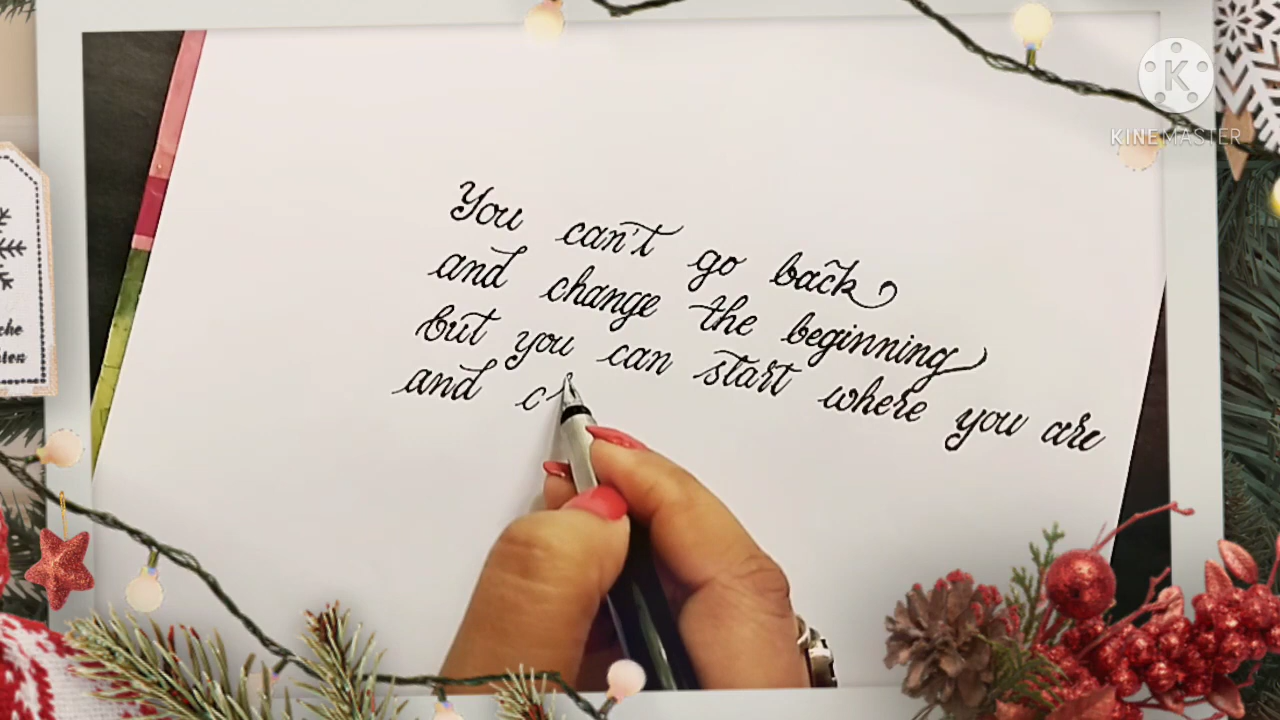 You can't go back
and change the beginning
but you can start where you are
and c
KINEMASTER